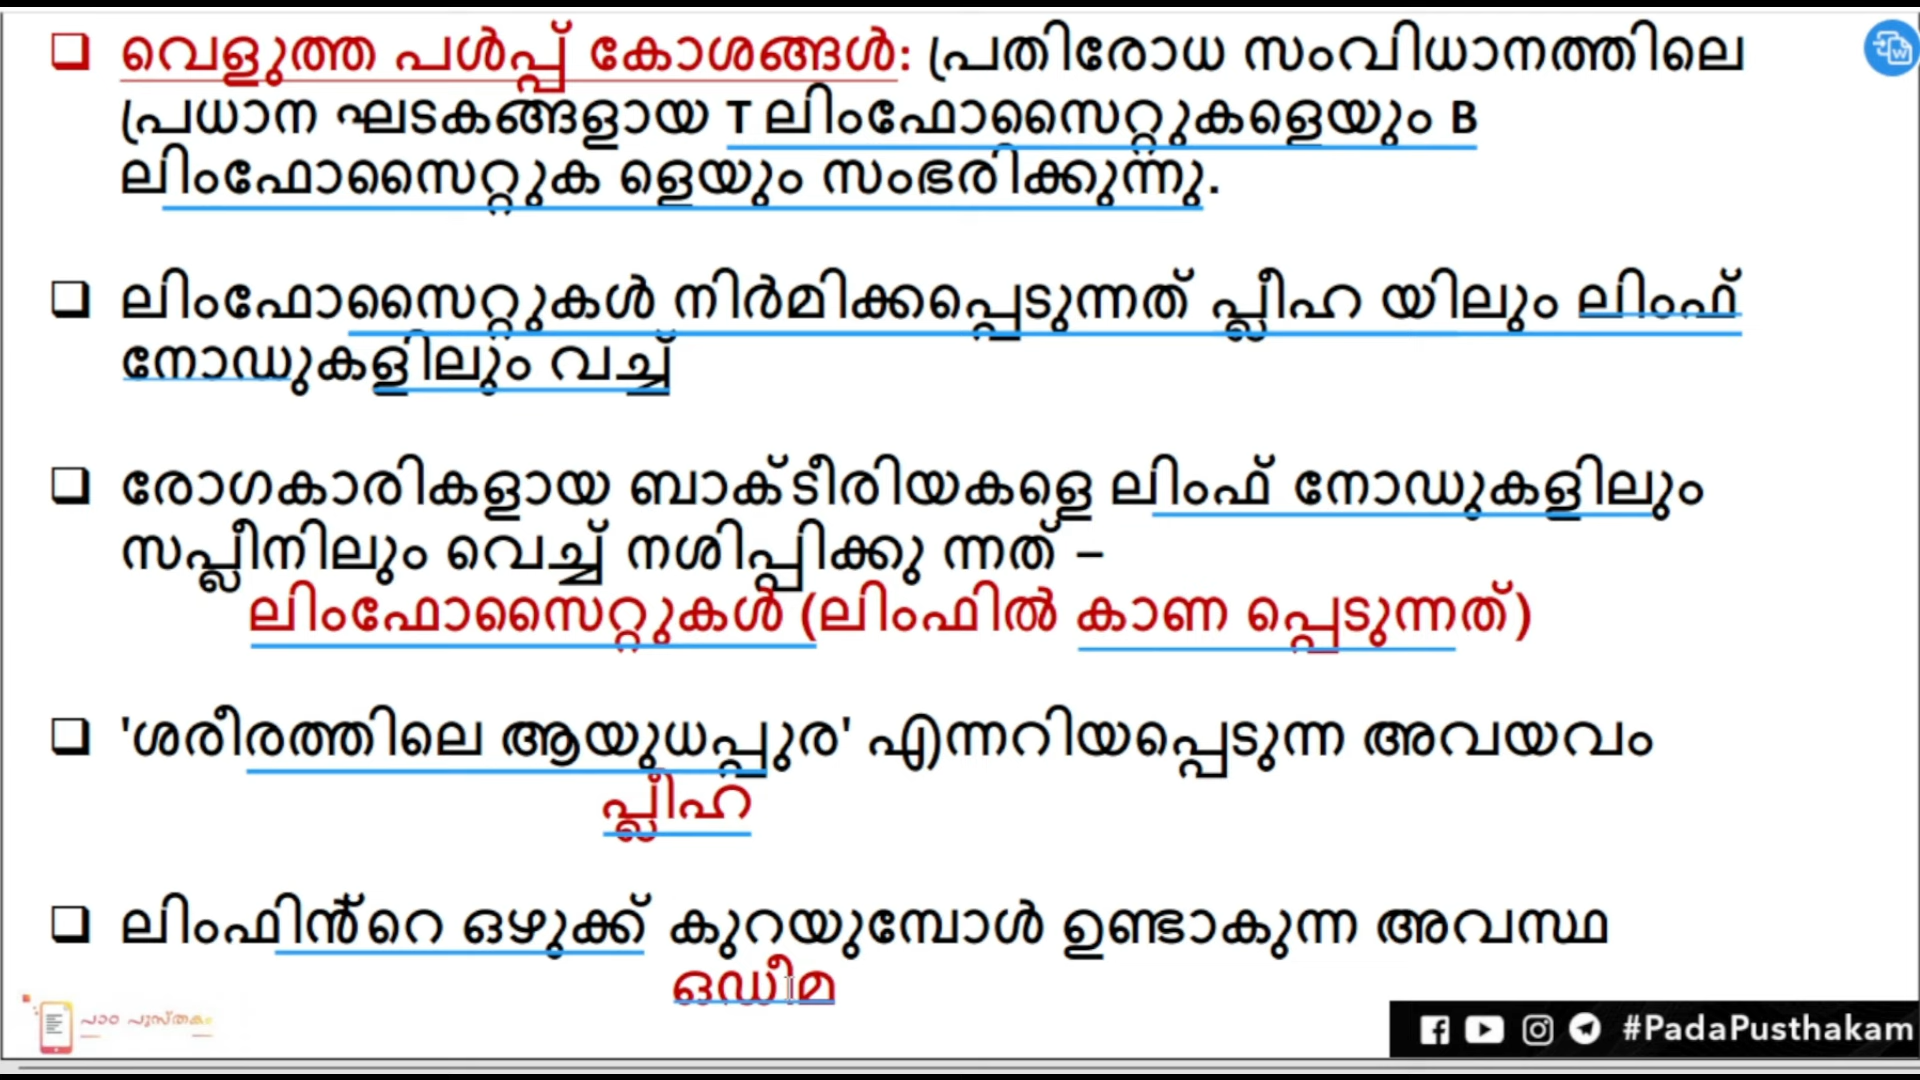 ❑ വെളുത്ത പൾപ്പ് കോശങ്ങൾ: പ്രതിരോധ സംവിധാനത്തിലെ
പ്രധാന ഘടകങ്ങളായ T ലിംഫോസൈറ്റുകളെയും B
ലിംഫോസൈറ്റുക ളെയും സംഭരിക്കുന്നു.
❑ ലിംഫോസൈറ്റുകൾ നിർമിക്കപ്പെടുന്നത് പ്ലീഹ യിലും ലിംഫ്
നോഡുകളിലും വച്ച്
❑ രോഗകാരികളായ ബാക്ടീരിയകളെ ലിംഫ് നോഡുകളിലും
സപ്ലീനിലും വെച്ച് നശിപ്പിക്കു ന്നത് –
ലിംഫോസൈറ്റുകൾ (ലിംഫിൽ കാണ പ്പെടുന്നത്)
❑ 'ശരീരത്തിലെ ആയുധപ്പുര' എന്നറിയപ്പെടുന്ന അവയവം
പ്ലീഹ
❑ ലിംഫിൻ്റെ ഒഴുക്ക് കുറയുമ്പോൾ ഉണ്ടാകുന്ന അവസ്ഥ
ഒഡീമ
പാഠ പുസ്തകം
#PadaPusthakam